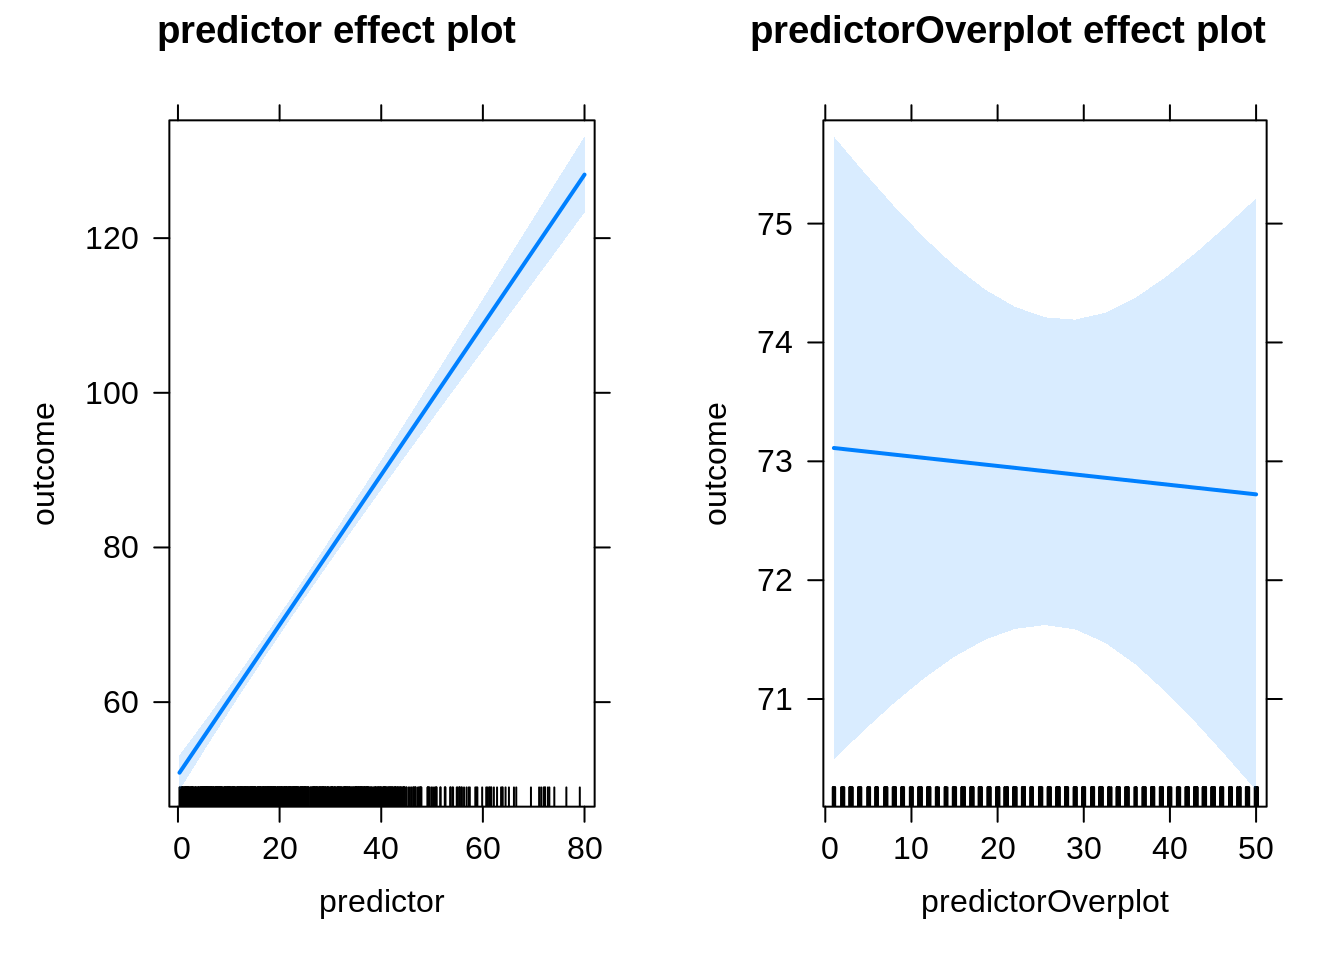 predictor effect plot
120
100
80
60
outcome
0 20 40 60 80
predictor
predictorOverplot effect plot
75
74
73
72
71
outcome
0 10 20 30 40 50
predictorOverplot